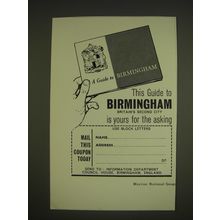 A Guide to BIRMINGHAM
This Guide to
BIRMINGHAM
BRITAIN'S SECOND CITY
is yours for the asking
USE BLOCK LETTERS
MAIL
THIS
COUPON
TODAY
NAME
ADDRESS
SEND TO: INFORMATION DEPARTMENT
COUNCIL HOUSE, BIRMINGHAM, ENGLAND